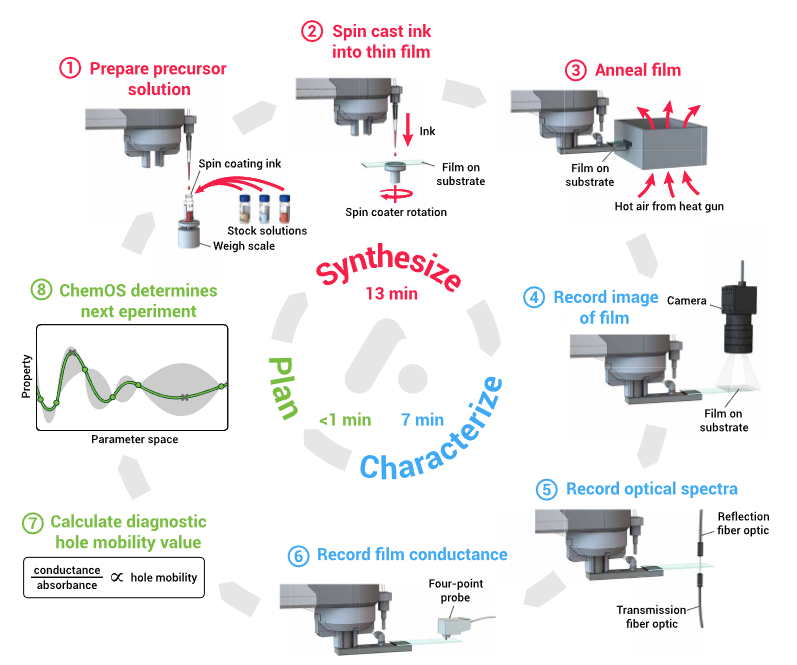 1 Prepare precursor
solution
Spin coating ink
Stock solutions
Weigh scale
2 Spin cast ink
into thin film
Ink
Film on
substrate
Spin coater rotation
3 Anneal film
Film on
substrate
Hot air from heat gun
4 Record image
of film
Camera
Film on
substrate
5 Record optical spectra
Reflection
fiber optic
Transmission
fiber optic
6 Record film conductance
Four-point
probe
7 Calculate diagnostic
hole mobility value
conductance
absorbance
∝ hole mobility
8 ChemOS determines
next eperiment
Property
Parameter space
Synthesize
13 min
Characterize
7 min
Plan
<1 min